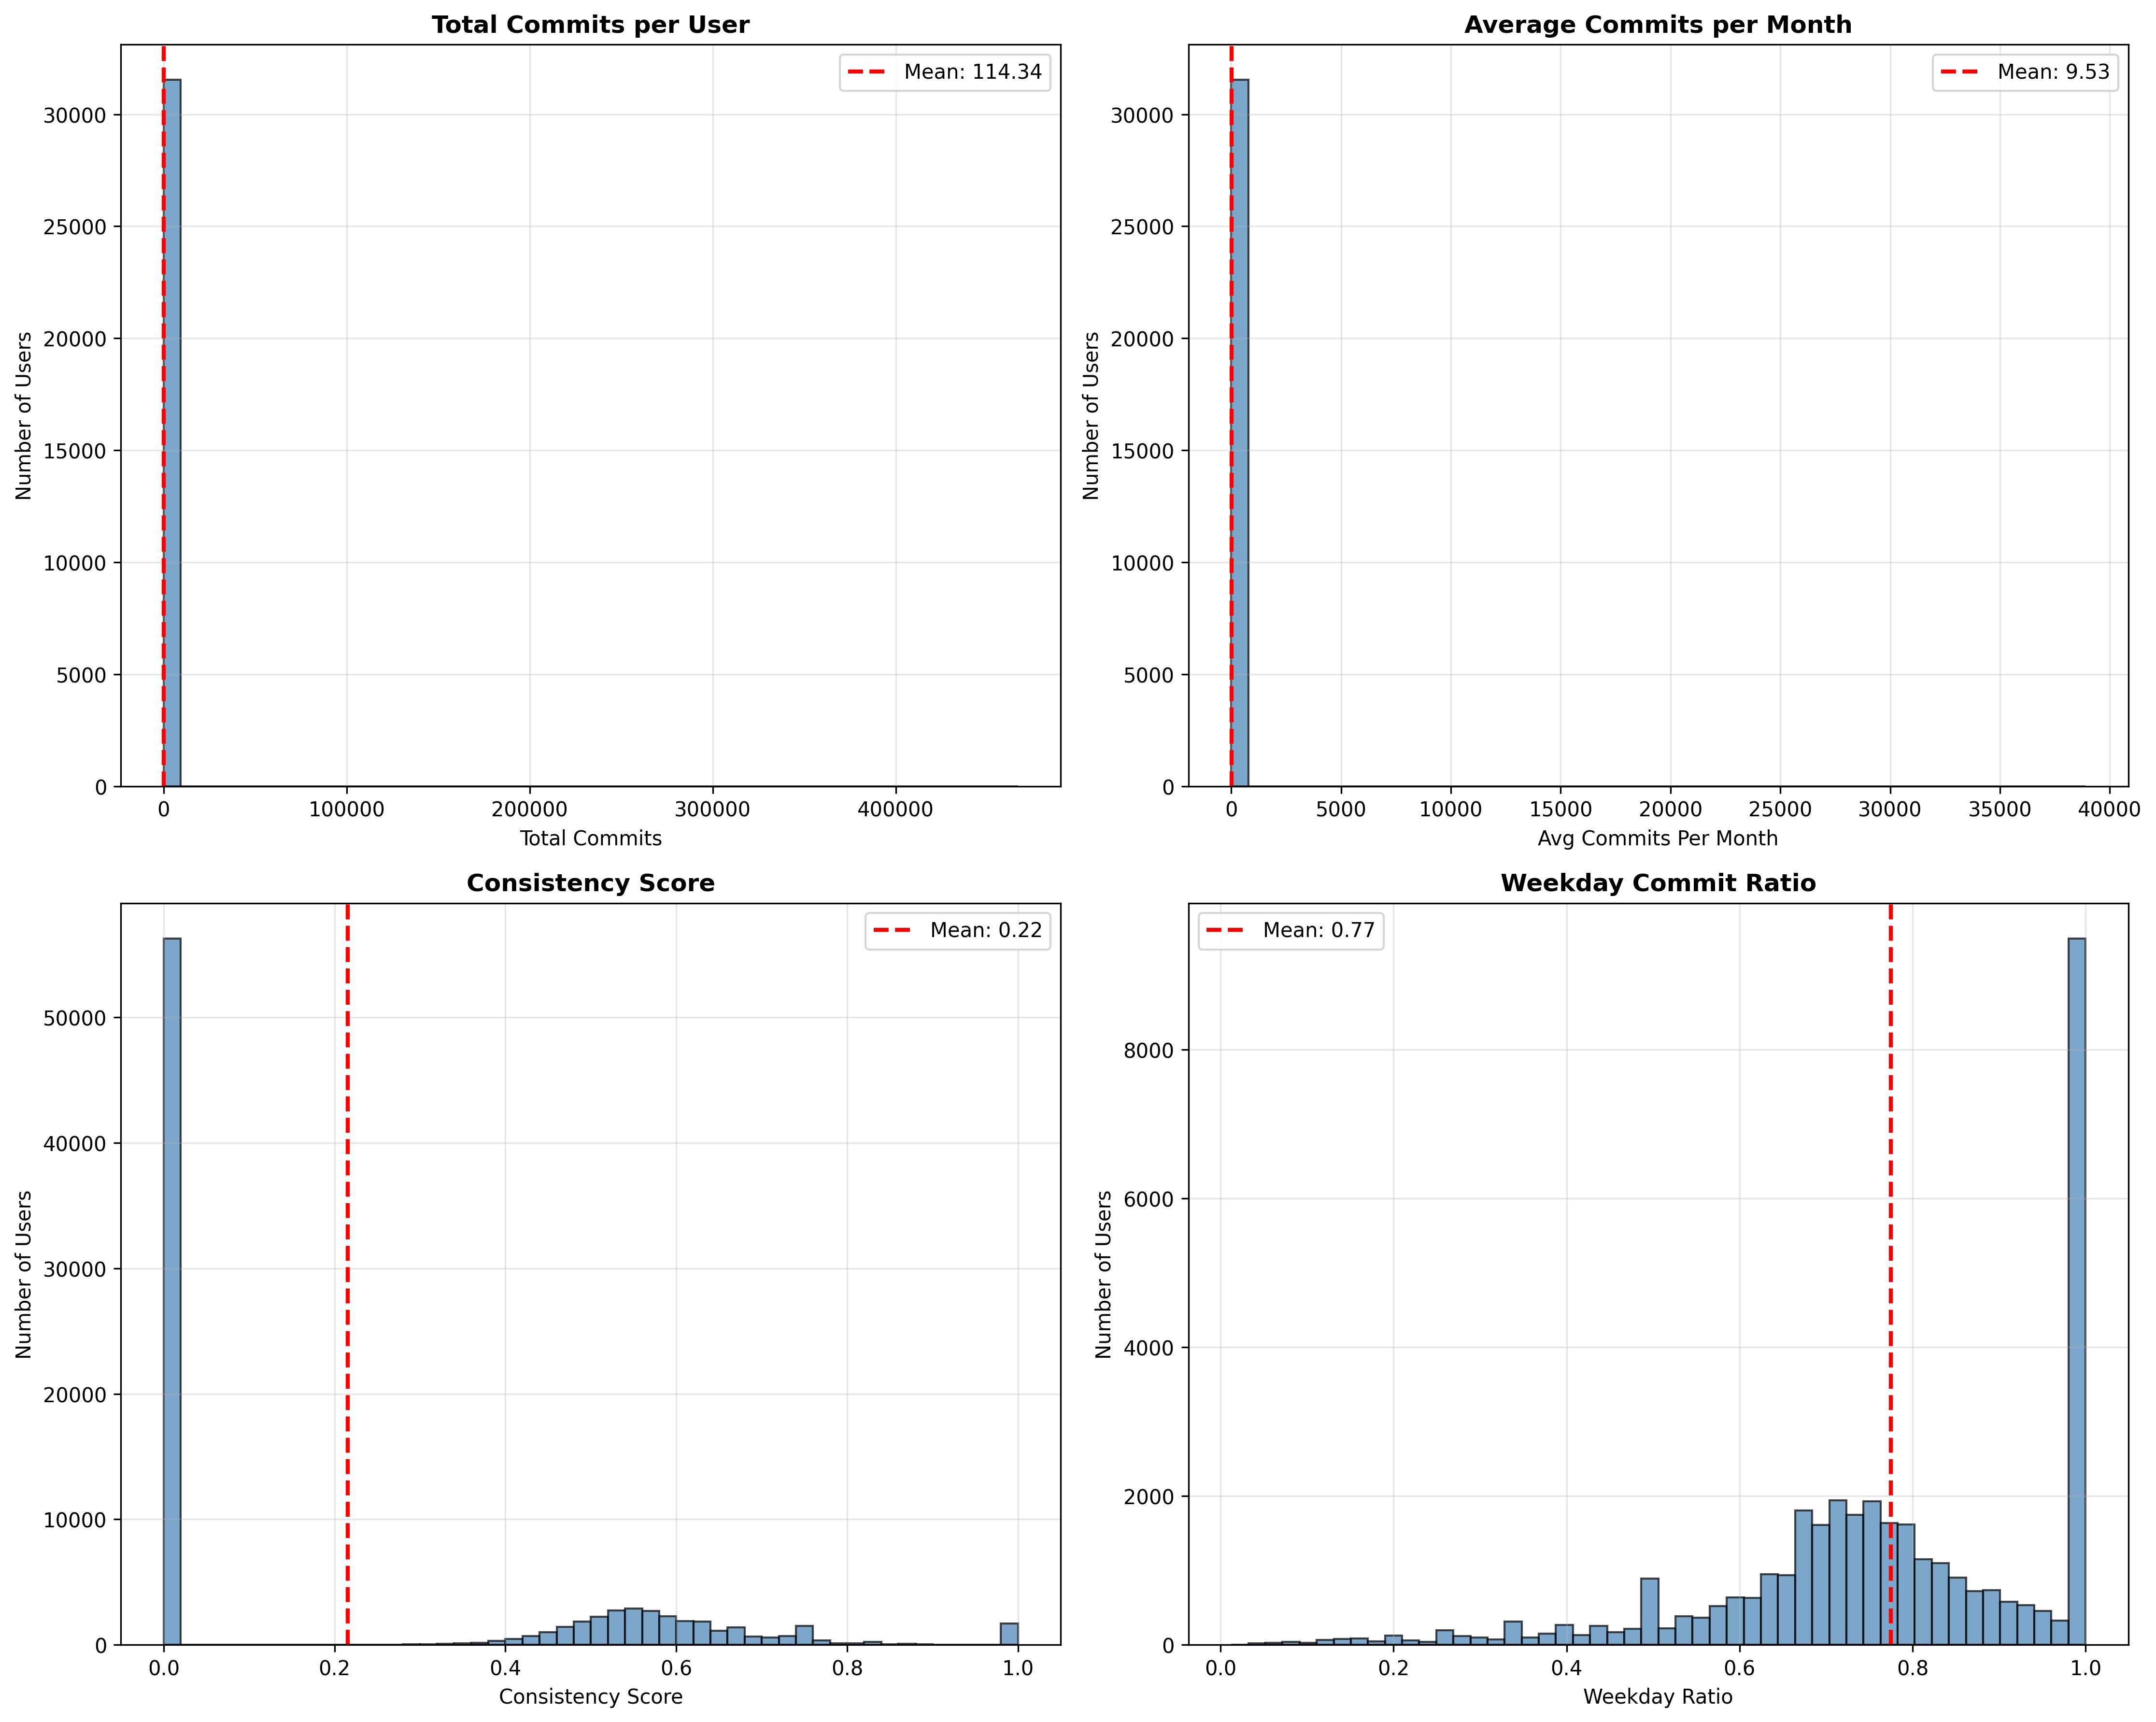 Total Commits per User
Mean: 114.34
30000
25000
20000
15000
10000
5000
0
Number of Users
0 100000 200000 300000 400000
Total Commits
Average Commits per Month
Mean: 9.53
30000
25000
20000
15000
10000
5000
0
Number of Users
0 5000 10000 15000 20000 25000 30000 35000 40000
Avg Commits Per Month
Consistency Score
Mean: 0.22
50000
40000
30000
20000
10000
0
Number of Users
0.0 0.2 0.4 0.6 0.8 1.0
Consistency Score
Weekday Commit Ratio
Mean: 0.77
8000
6000
4000
2000
0
Number of Users
0.0 0.2 0.4 0.6 0.8 1.0
Weekday Ratio